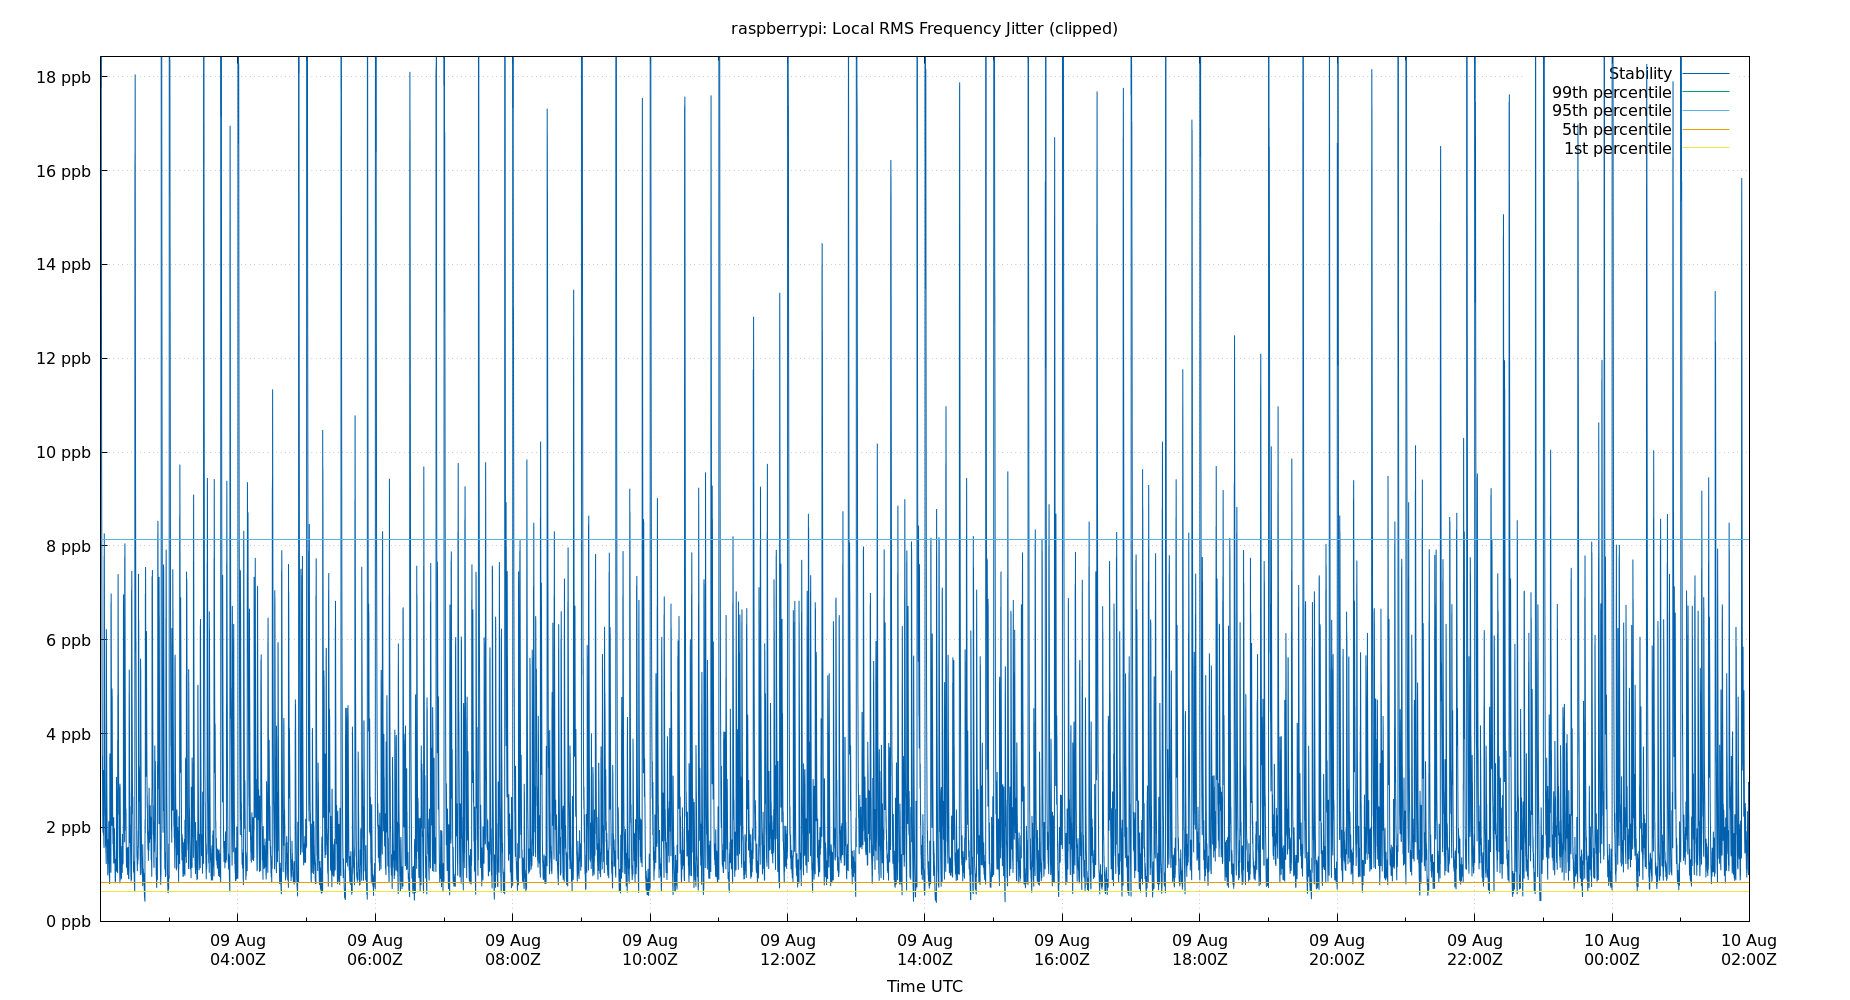 raspberrypi: Local RMS Frequency Jitter (clipped)
18 ppb
16 ppb
14 ppb
12 ppb
10 ppb
8 ppb
6 ppb
4 ppb
2 ppb
0 ppb
Stability
99th percentile
95th percentile
5th percentile
1st percentile
09 Aug 04:00Z
09 Aug 06:00Z
09 Aug 08:00Z
09 Aug 10:00Z
09 Aug 12:00Z
09 Aug 14:00Z
09 Aug 16:00Z
09 Aug 18:00Z
09 Aug 20:00Z
09 Aug 22:00Z
10 Aug 00:00Z
10 Aug 02:00Z
Time UTC